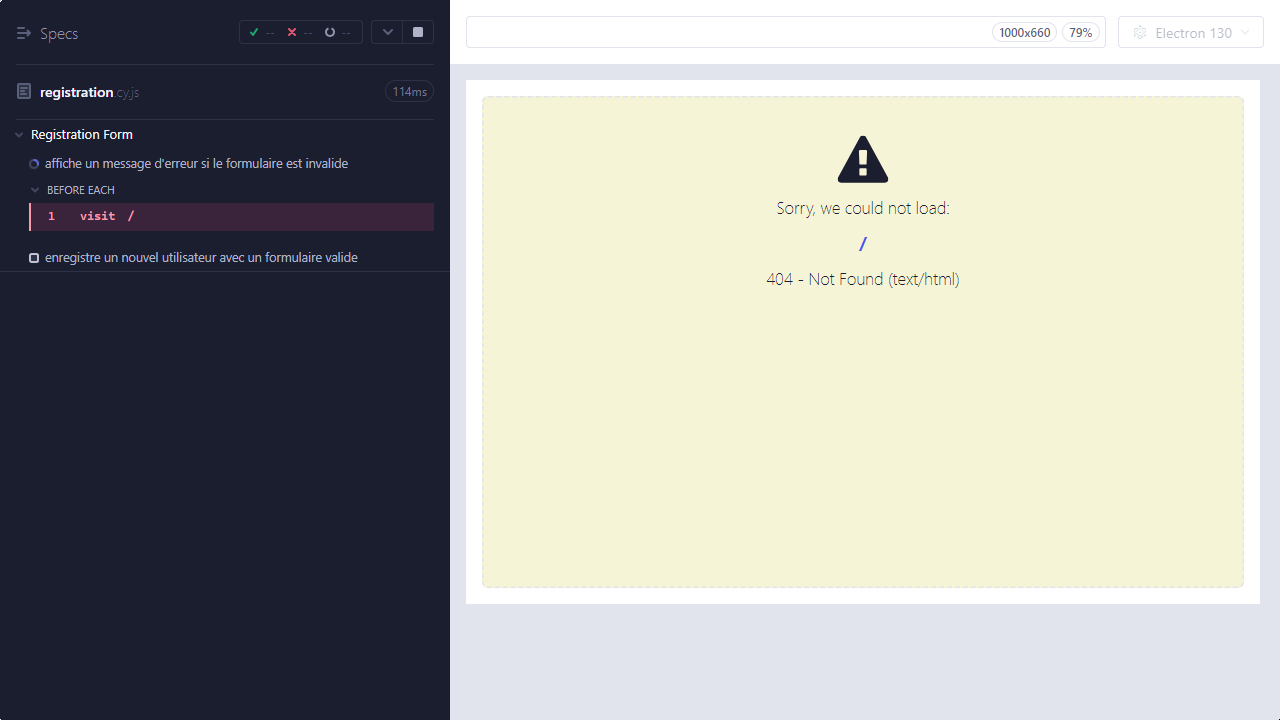 Specs
-- -- --
1000x660 79%
Electron 130
registration.cy.js
114ms
Registration Form
affiche un message d'erreur si le formulaire est invalide
BEFORE EACH
1 visit /
enregistre un nouvel utilisateur avec un formulaire valide
Sorry, we could not load:
/
404 - Not Found (text/html)